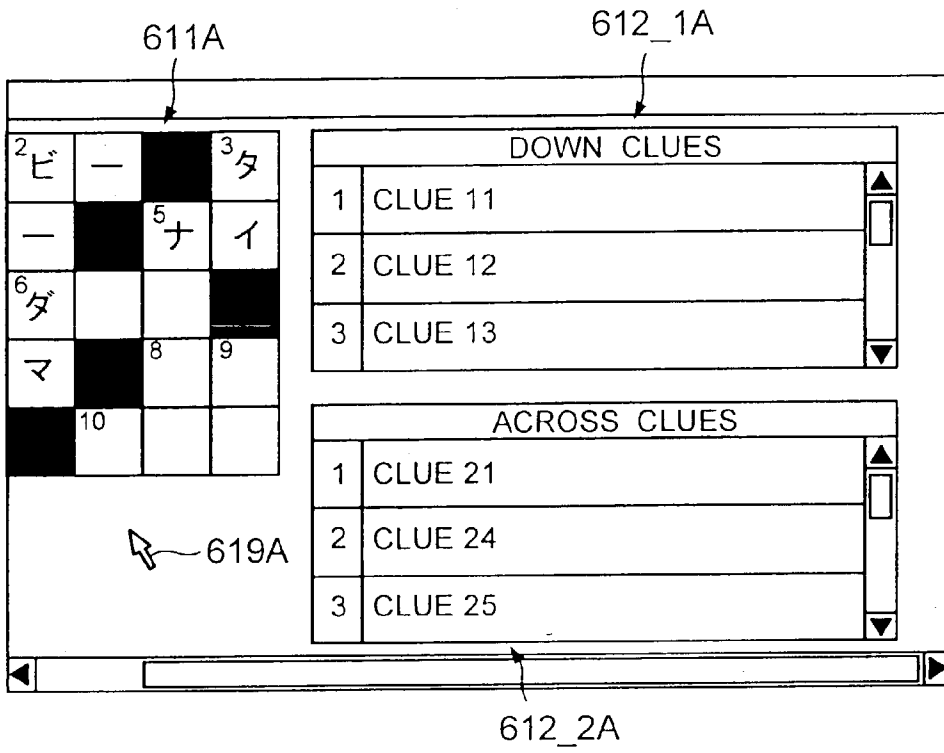 611A
612_1A
2ビ ー 3タ
ー 5ナ イ
6ダ
マ 8 9
10
DOWN CLUES
1 CLUE 11
2 CLUE 12
3 CLUE 13
ACROSS CLUES
1 CLUE 21
2 CLUE 24
3 CLUE 25
619A
612_2A